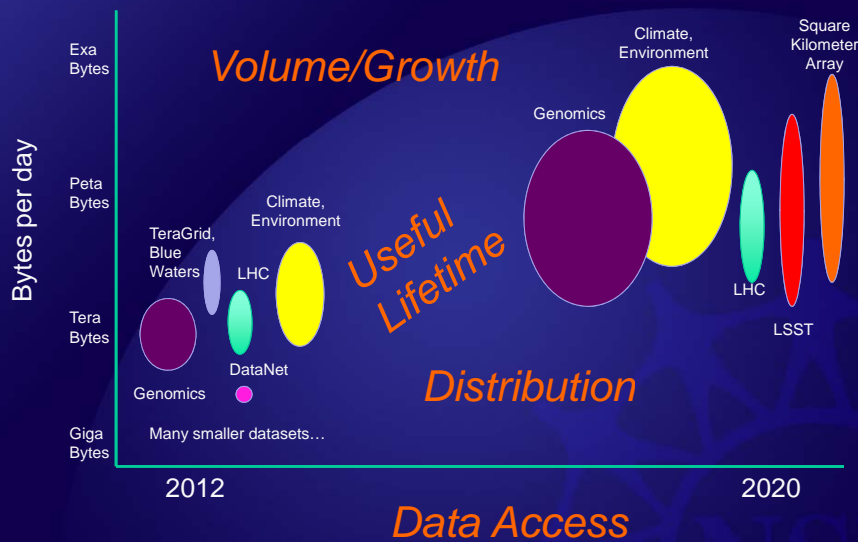 Square
Kilometer
Array
Climate,
Environment
Exa
Bytes
Volume/Growth
Genomics
Bytes per day
Peta
Bytes
Climate,
Environment
TeraGrid,
Blue
Waters
LHC
Useful
Lifetime
LHC
Tera
Bytes
LSST
DataNet
Genomics
Distribution
Giga
Bytes
Many smaller datasets…
2012
2020
Data Access
NS